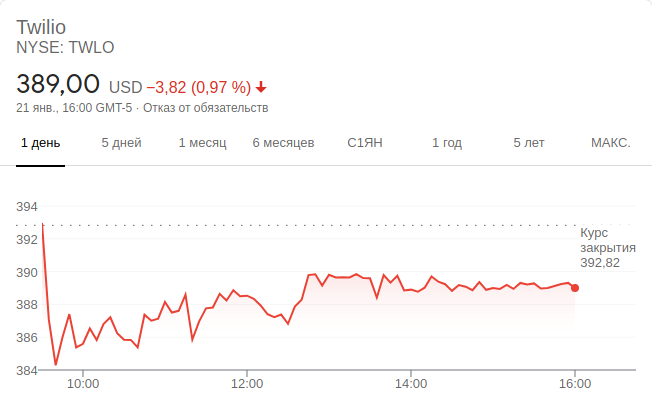 Twilio
NYSE: TWLO
389,00 USD −3,82 (0,97 %)
21 янв., 16:00 GMT-5 · Отказ от обязательств
1 день 5 дней 1 месяц 6 месяцев С1ЯН 1 год 5 лет МАКС.
394
392
390
388
386
384
Курс
закрытия
392,82
10:00 12:00 14:00 16:00